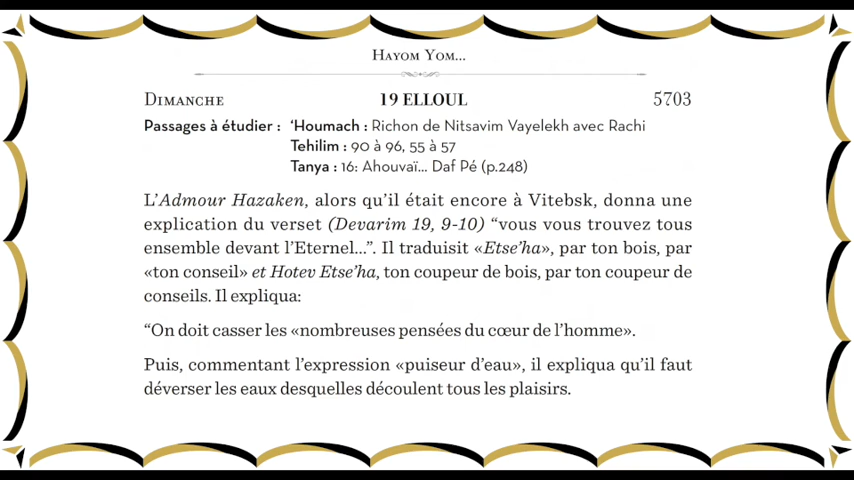 Hayom Yom...
Dimanche 19 ELLOUL 5703
Passages à étudier : ‘Houmach : Richon de Nitsavim Vayelekh avec Rachi
Tehilim : 90 à 96, 55 à 57
Tanya : 16: Ahouvaï... Daf Pé (p.248)
L’Admour Hazaken, alors qu’il était encore à Vitebsk, donna une
explication du verset (Devarim 19, 9-10) “vous vous trouvez tous
ensemble devant l’Eternel...”. Il traduisit «Etse’ha», par ton bois, par
«ton conseil» et Hotev Etse’ha, ton coupeur de bois, par ton coupeur de
conseils. Il expliqua:
“On doit casser les «nombreuses pensées du cœur de l’homme».
Puis, commentant l’expression «puiseur d’eau», il expliqua qu’il faut
déverser les eaux desquelles découlent tous les plaisirs.